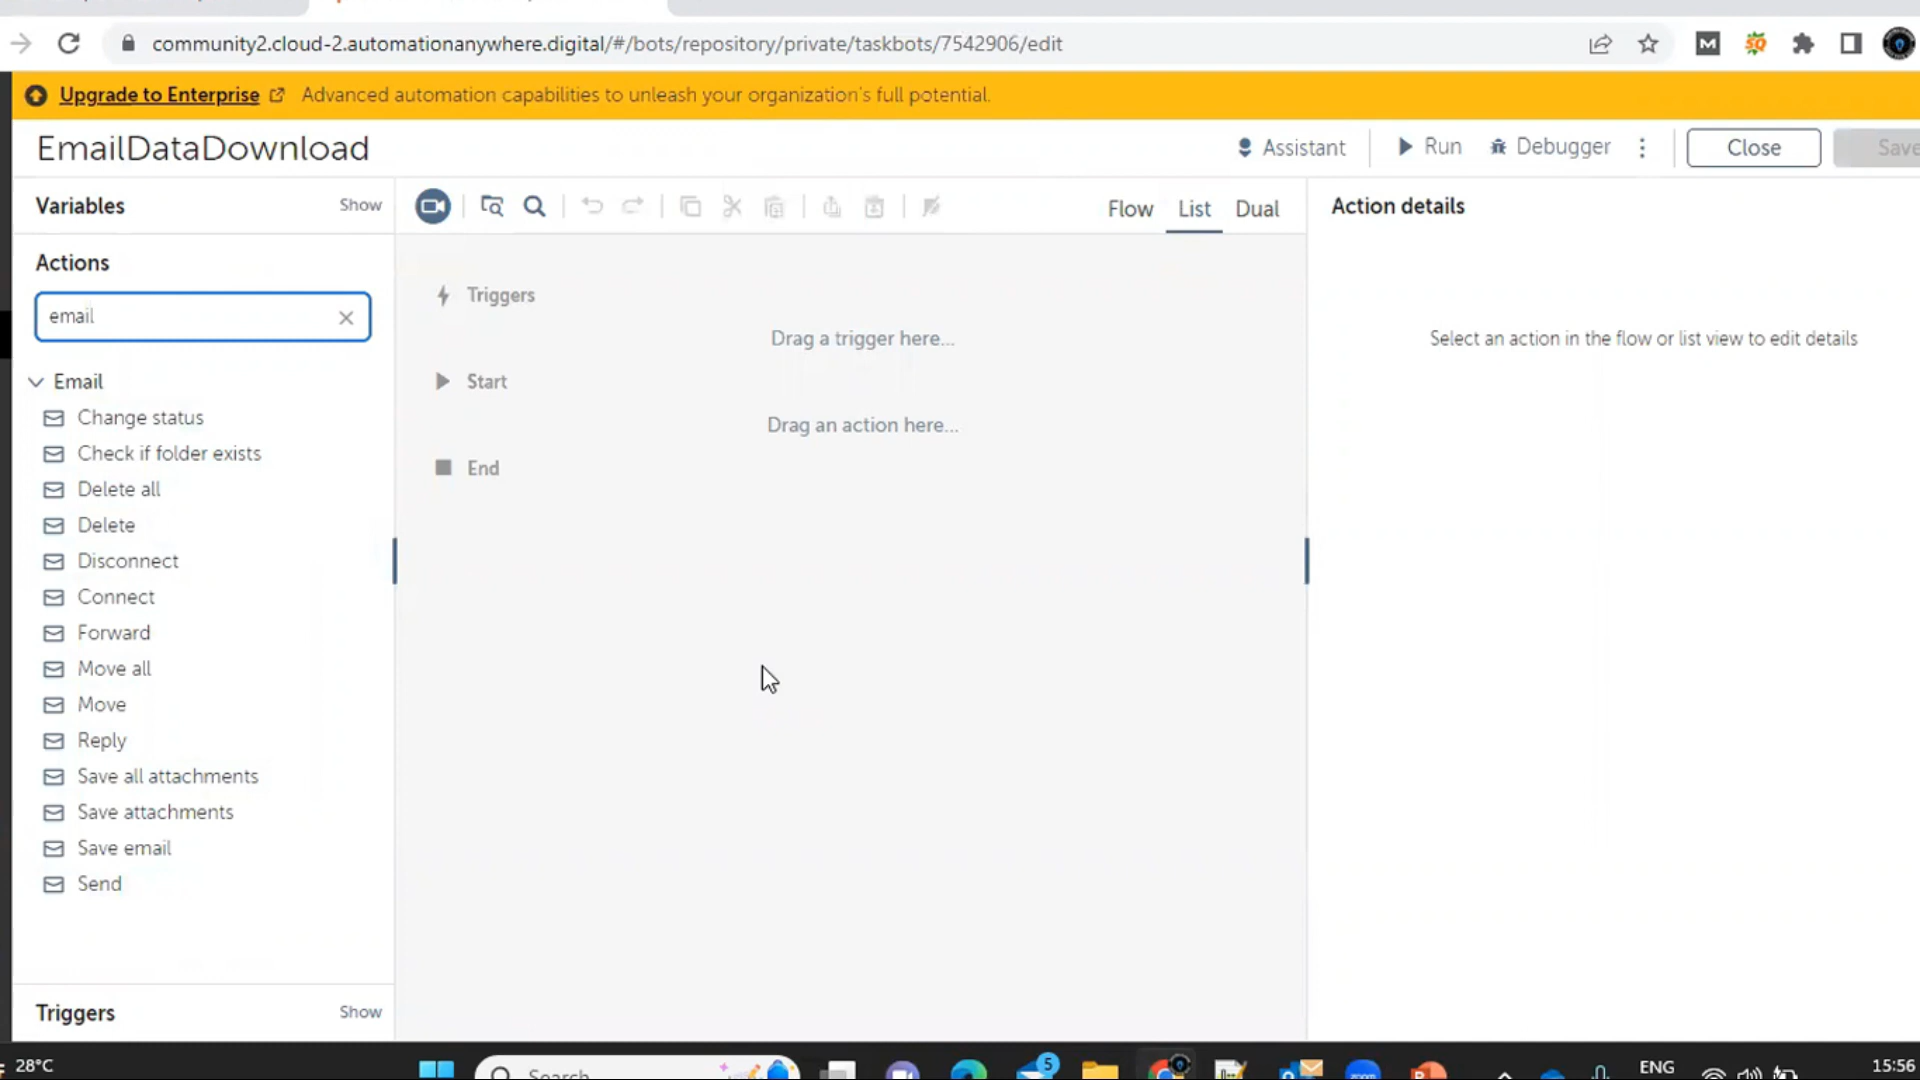 community2.cloud-2.automationanywhere.digital/#/bots/repository/private/taskbots/7542906/edit
Upgrade to Enterprise Advanced automation capabilities to unleash your organization's full potential.
EmailDataDownload
Assistant Run Debugger Close Save
Variables Show
Flow List Dual
Action details
Actions
email
Triggers
Drag a trigger here...
Select an action in the flow or list view to edit details
Start
Drag an action here...
End
Email
Change status
Check if folder exists
Delete all
Delete
Disconnect
Connect
Forward
Move all
Move
Reply
Save all attachments
Save attachments
Save email
Send
Triggers Show
28°C
Search
5
zoom
ENG
15:56